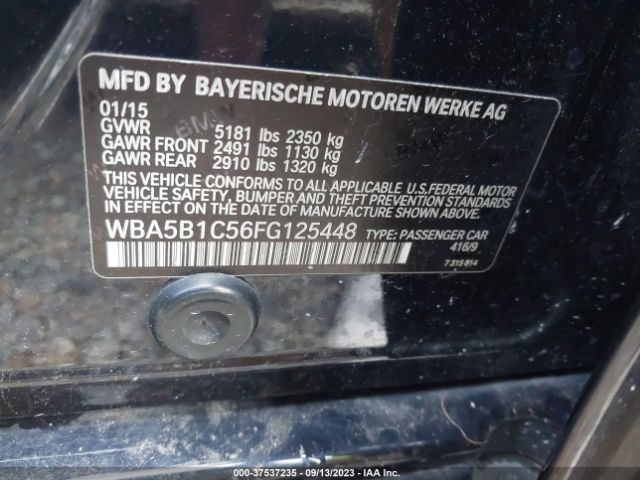 MFD BY BAYERISCHE MOTOREN WERKE AG
01/15
GVWR 5181 lbs 2350 kg
GAWR FRONT 2491 lbs 1130 kg
GAWR REAR 2910 lbs 1320 kg
THIS VEHICLE CONFORMS TO ALL APPLICABLE U.S.FEDERAL MOTOR
VEHICLE SAFETY, BUMPER AND THEFT PREVENTION STANDARDS
IN EFFECT ON THE DATE OF MANUFACTURE SHOWN ABOVE.
WBA5B1C56FG125448 TYPE: PASSENGER CAR
416/9
7315814
000-37537235 - 09/13/2023 - IAA Inc.